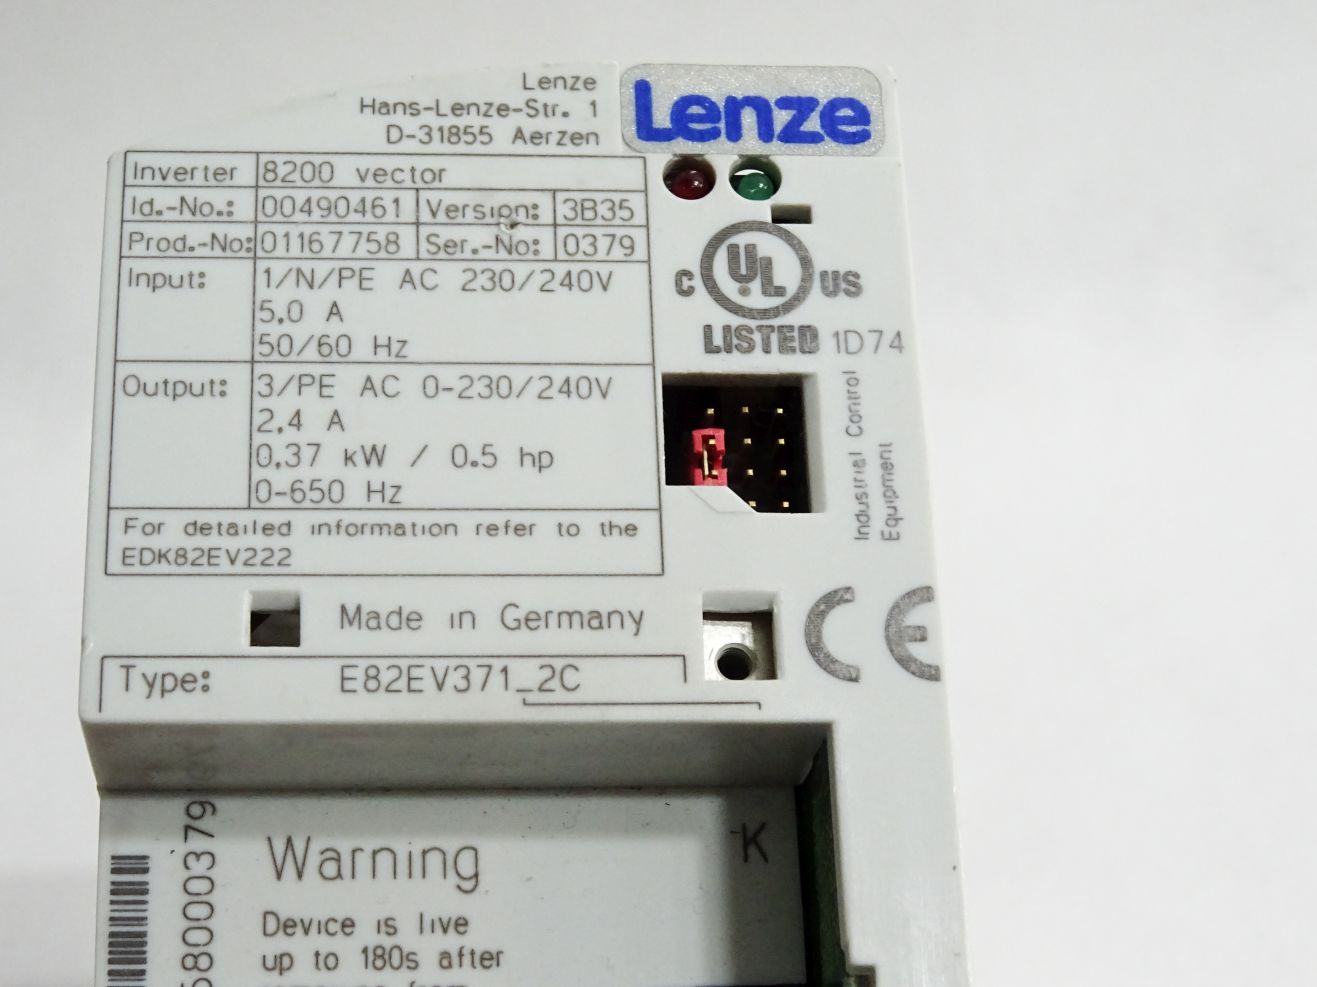 Lenze
Hans-Lenze-Str. 1
D-31855 Aerzen
Lenze
Inverter 8200 vector
Id.-No.: 00490461 Version: 3B35
Prod.-No: 01167758 Ser.-No: 0379
Input: 1/N/PE AC 230/240V
5,0 A
50/60 Hz
Output: 3/PE AC 0-230/240V
2,4 A
0,37 kW / 0.5 hp
0-650 Hz
For detailed information refer to the
EDK82EV222
C UL US
LISTED 1D74
Industrial Control
Equipment
Made in Germany
CE
Type: E82EV371_2C
K
Warning
Device is live
up to 180s after
68000379